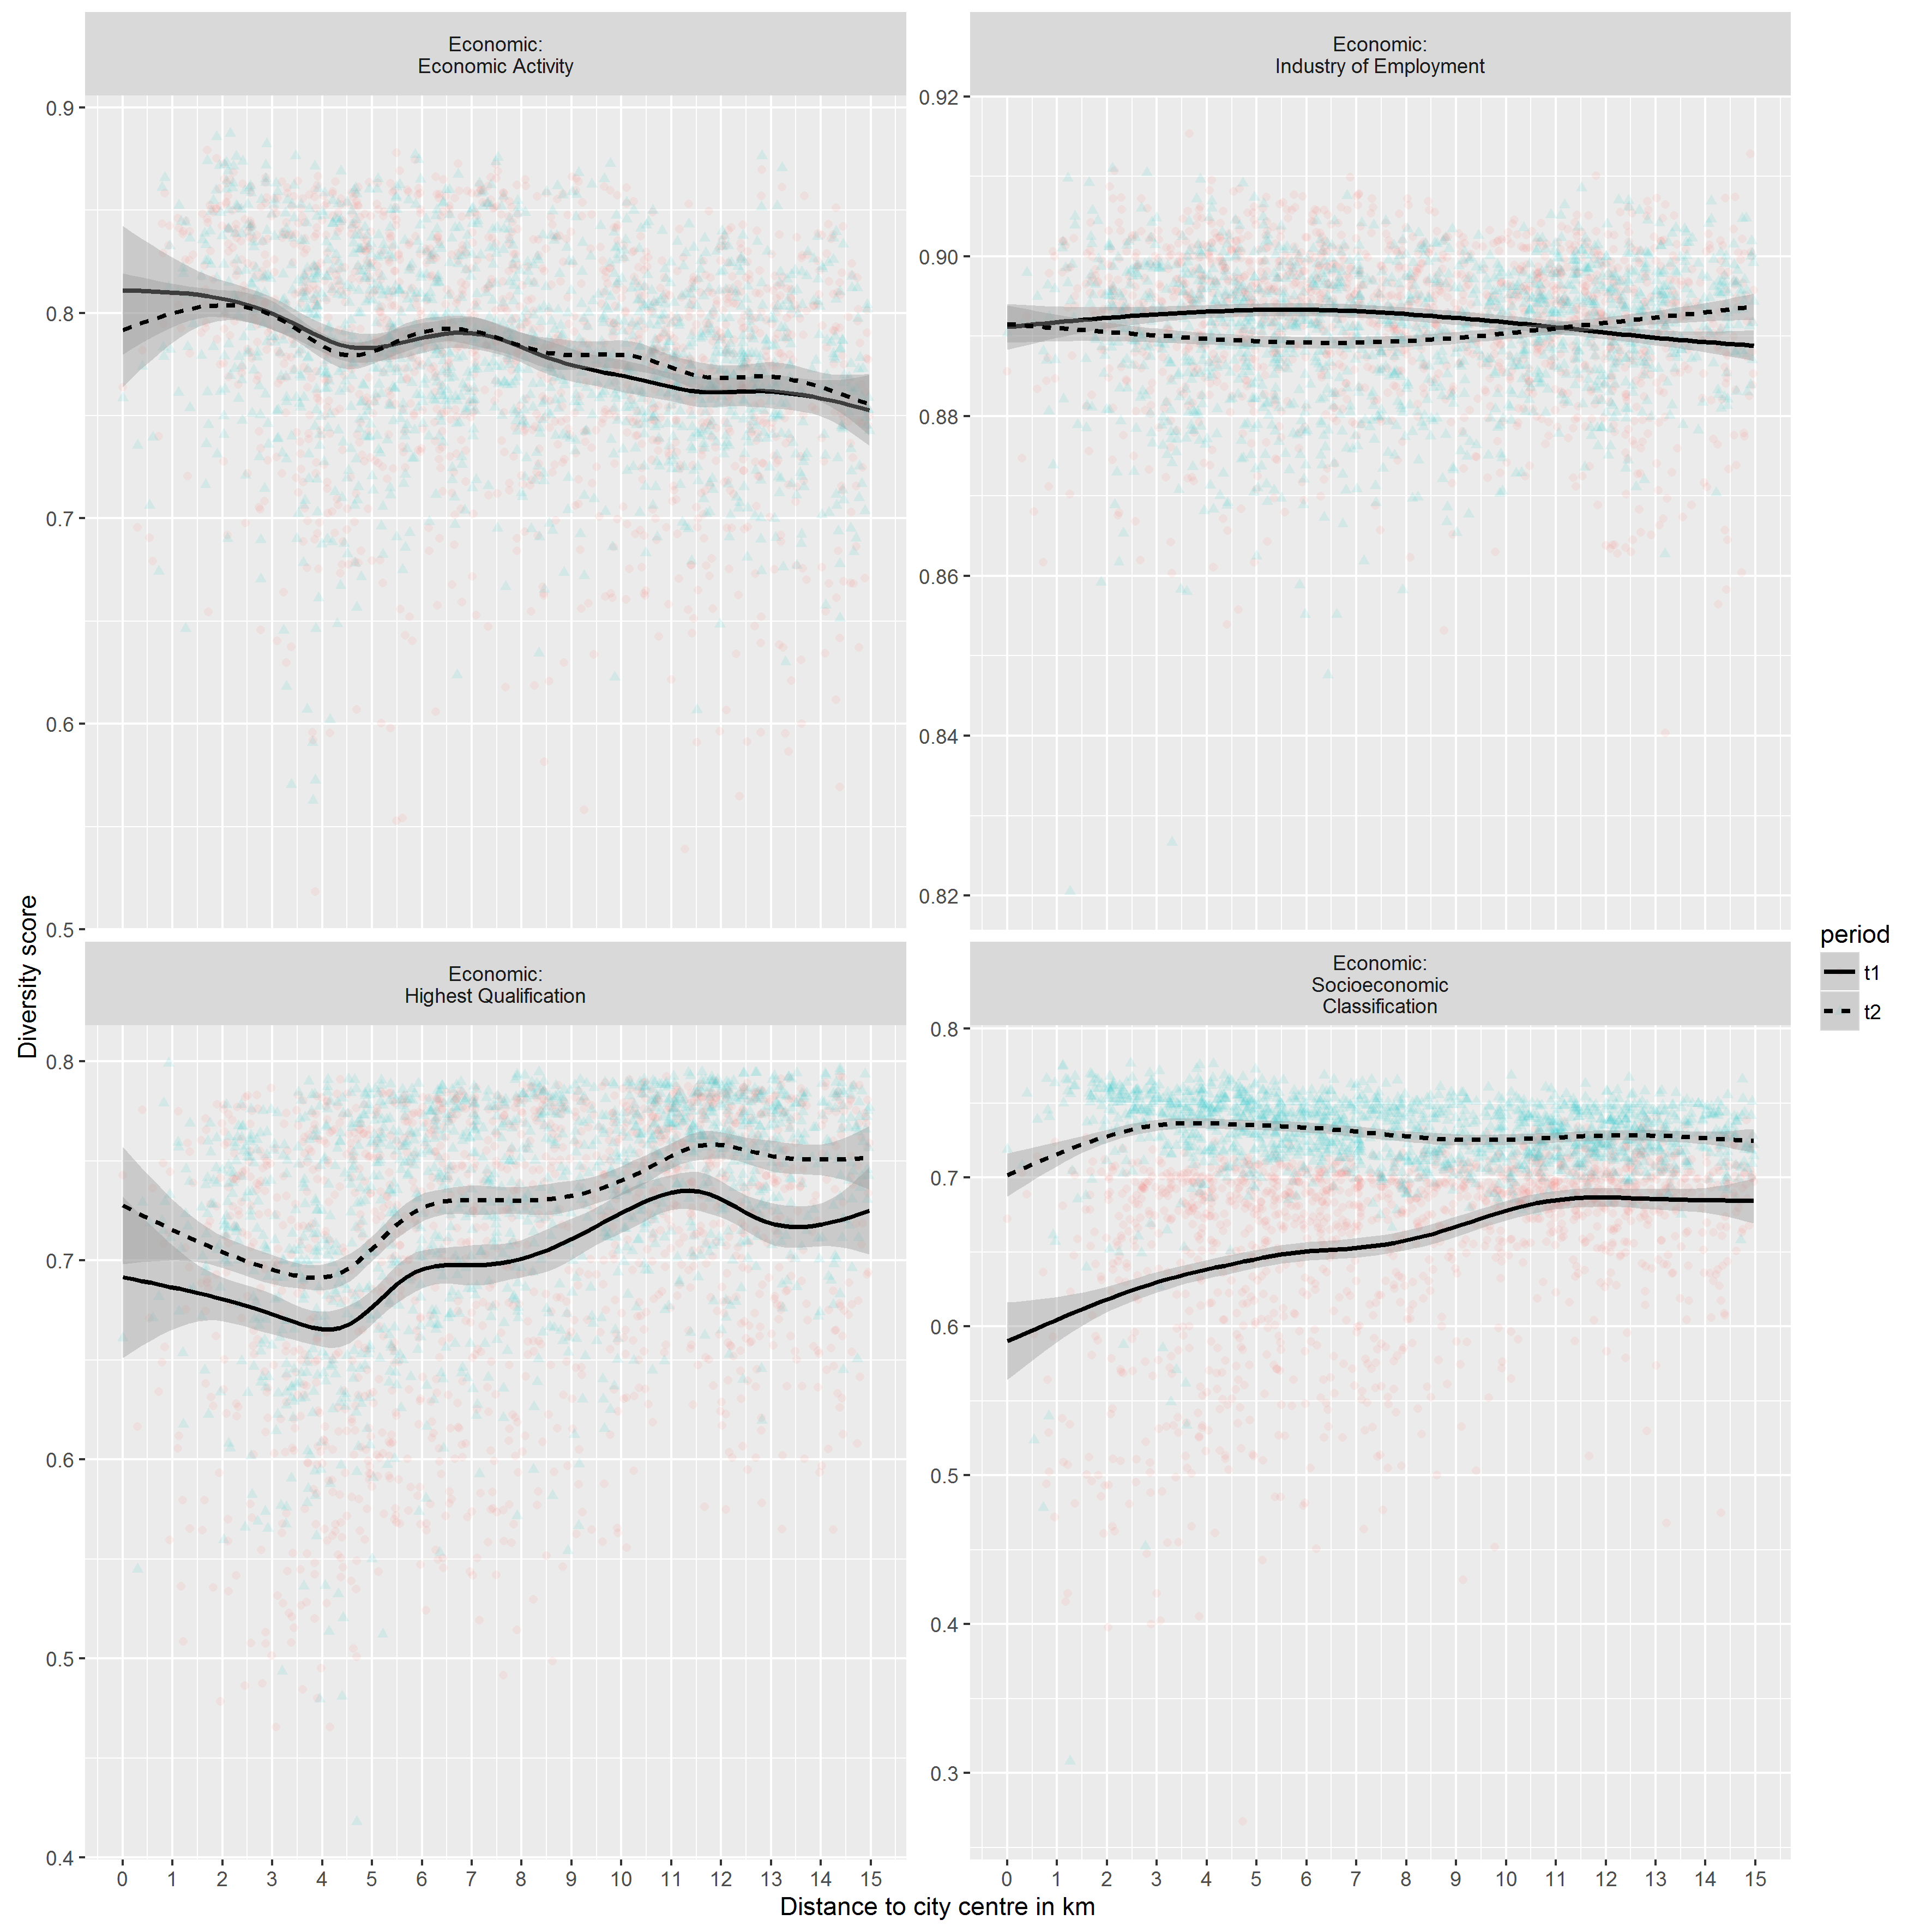 Economic:
Economic Activity
Economic:
Industry of Employment
0.9
0.8
0.7
0.6
0.5
0.92
0.90
0.88
0.86
0.84
0.82
Diversity score
Economic:
Highest Qualification
Economic:
Socioeconomic
Classification
0.8
0.7
0.6
0.5
0.4
0.8
0.7
0.6
0.5
0.4
0.3
0 1 2 3 4 5 6 7 8 9 10 11 12 13 14 15
0 1 2 3 4 5 6 7 8 9 10 11 12 13 14 15
Distance to city centre in km
period
t1
t2